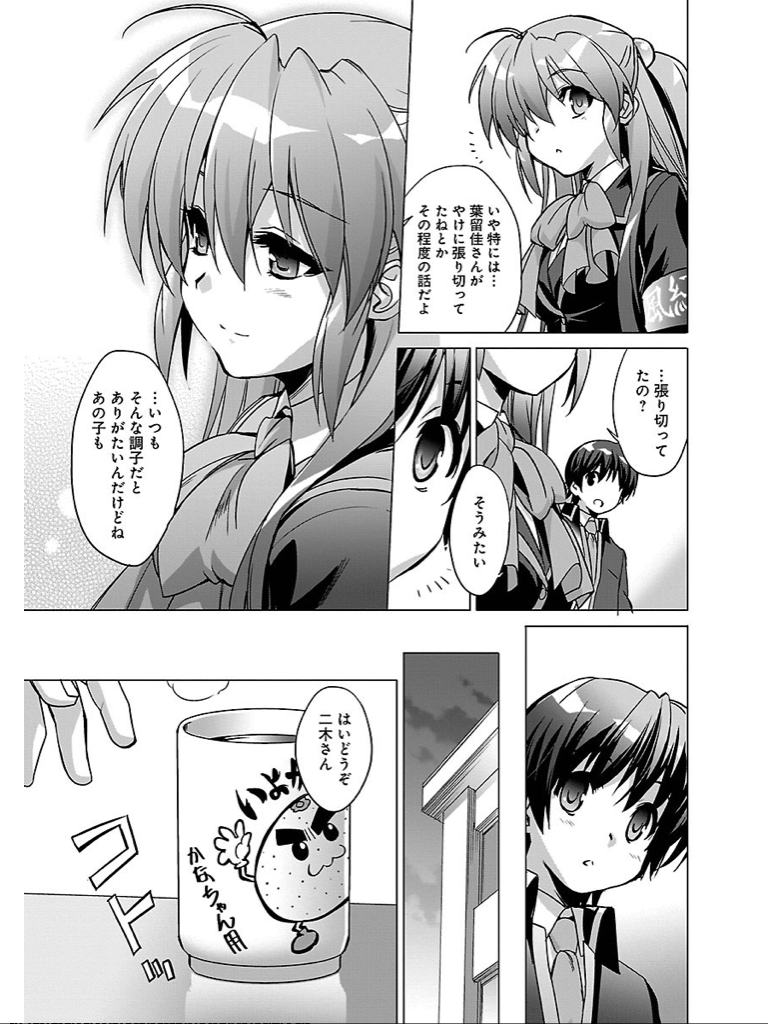 いや特には…
葉留佳さんが
やけに張り切って
たねとか
その程度の話だよ
…張り切って
たの？
そうみたい
…いつも
そんな調子だと
ありがたいんだけどね
あの子も
はいどうぞ
二木さん
いよか
かなちゃん用
コトッ